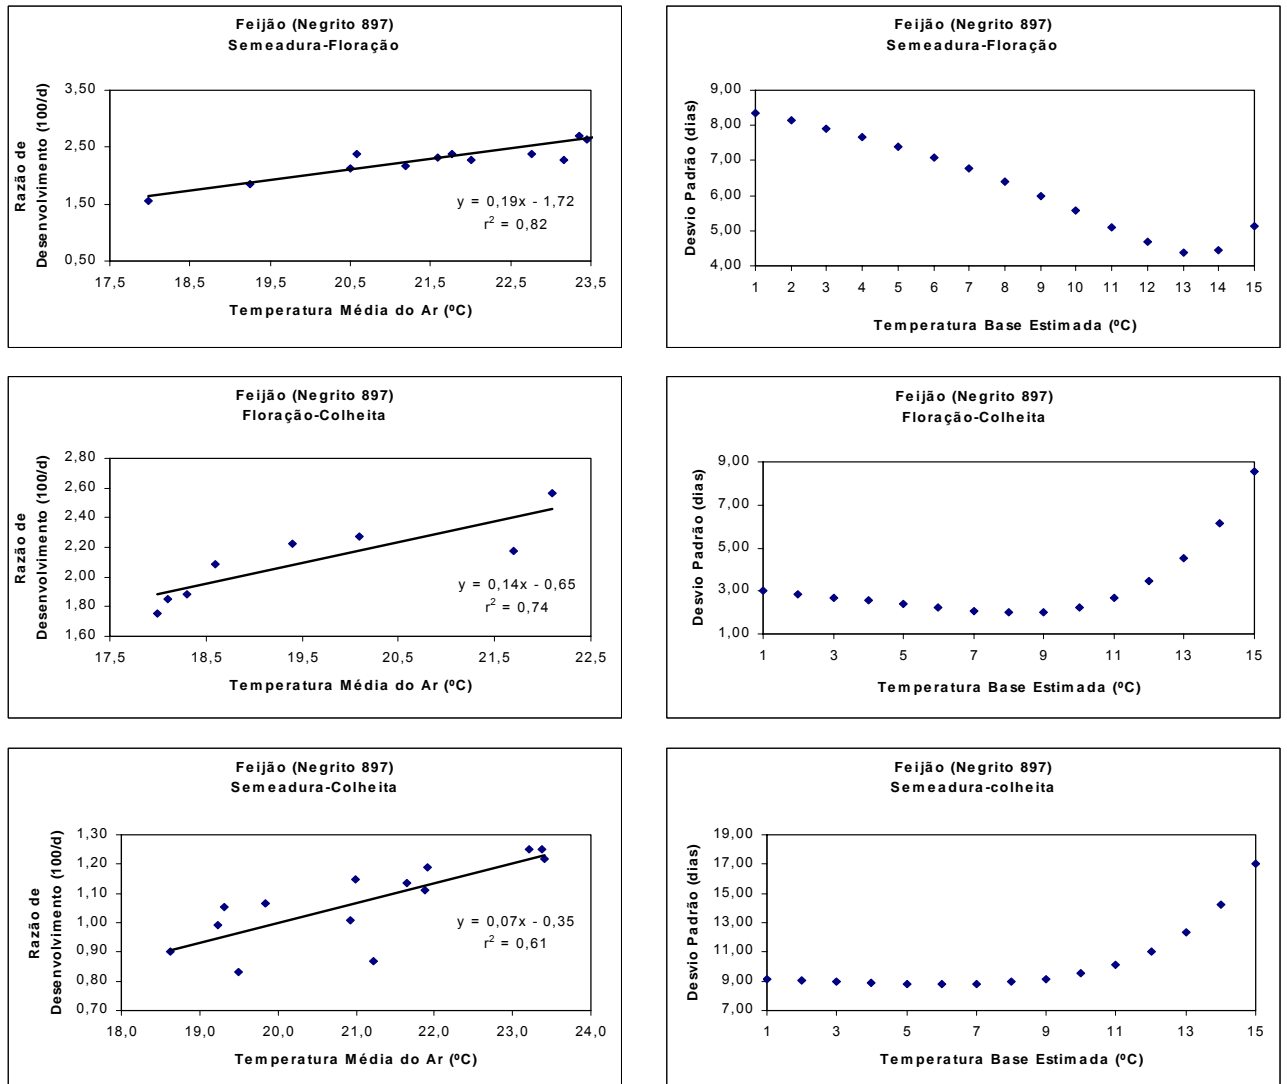 Feijão (Negrito 897)
Semeadura-Floração
Razão de
Desenvolvimento (100/d)
3,50
2,50
1,50
0,50
y = 0,19x - 1,72
r² = 0,82
17,5 18,5 19,5 20,5 21,5 22,5 23,5
Temperatura Média do Ar (ºC)
Feijão (Negrito 897)
Semeadura-Floração
Desvio Padrão (dias)
9,00
8,00
7,00
6,00
5,00
4,00
1 2 3 4 5 6 7 8 9 10 11 12 13 14 15
Temperatura Base Estimada (ºC)
Feijão (Negrito 897)
Floração-Colheita
Razão de
Desenvolvimento (100/d)
2,80
2,60
2,40
2,20
2,00
1,80
1,60
y = 0,14x - 0,65
r² = 0,74
17,5 18,5 19,5 20,5 21,5 22,5
Temperatura Média do Ar (ºC)
Feijão (Negrito 897)
Floração-Colheita
Desvio Padrão (dias)
9,00
7,00
5,00
3,00
1,00
1 3 5 7 9 11 13 15
Temperatura Base Estimada (ºC)
Feijão (Negrito 897)
Semeadura-Colheita
Razão de
Desenvolvimento (100/d)
1,30
1,20
1,10
1,00
0,90
0,80
0,70
y = 0,07x - 0,35
r² = 0,61
18,0 19,0 20,0 21,0 22,0 23,0 24,0
Temperatura Média do Ar (ºC)
Feijão (Negrito 897)
Semeadura-colheita
Desvio Padrão (dias)
19,00
17,00
15,00
13,00
11,00
9,00
7,00
1 3 5 7 9 11 13 15
Temperatura Base Estimada (ºC)